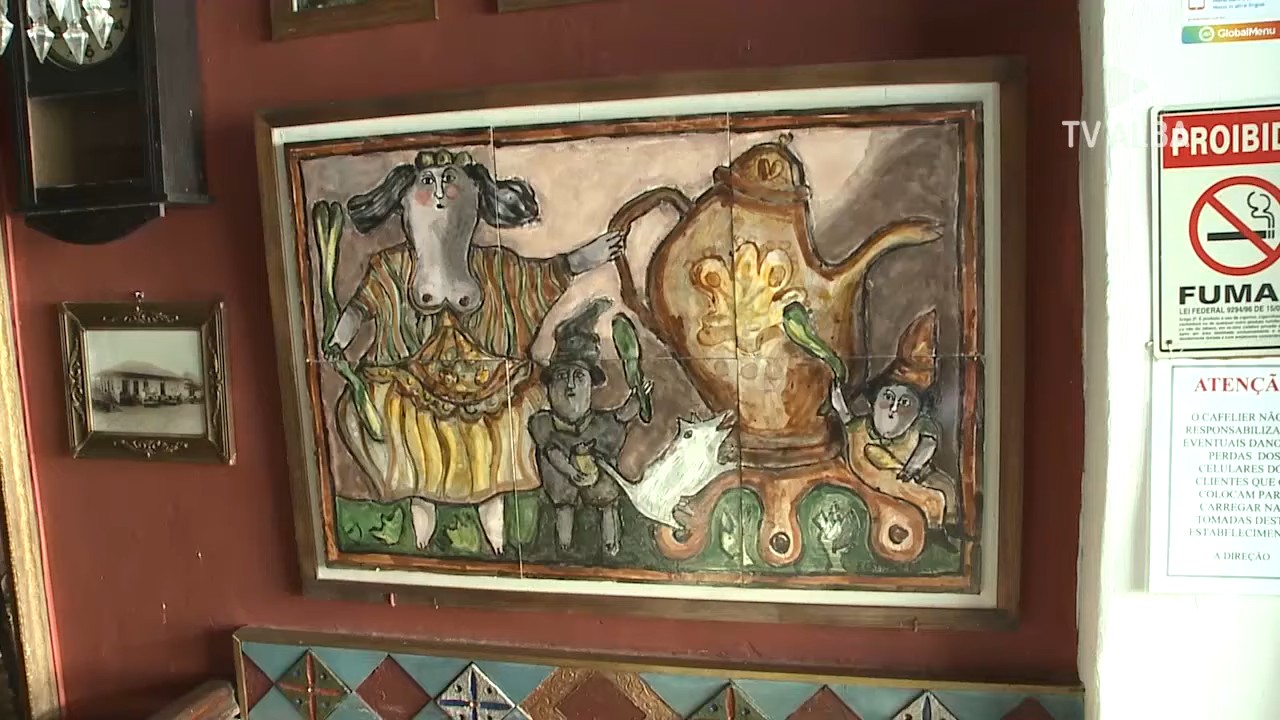 GlobalMenu
TV ALBA
PROIBID
FUMA
LEI FEDERAL 9294/96 DE 15/0
ATENÇÃ
O CAFELIER NÃO
RESPONSABILIZA
EVENTUAIS DANO
PERDAS DOS
CELULARES DO
CLIENTES QUE O
COLOCAM PAR
CARREGAR NA
TOMADAS DEST
ESTABELECIMEN
A DIREÇÃO